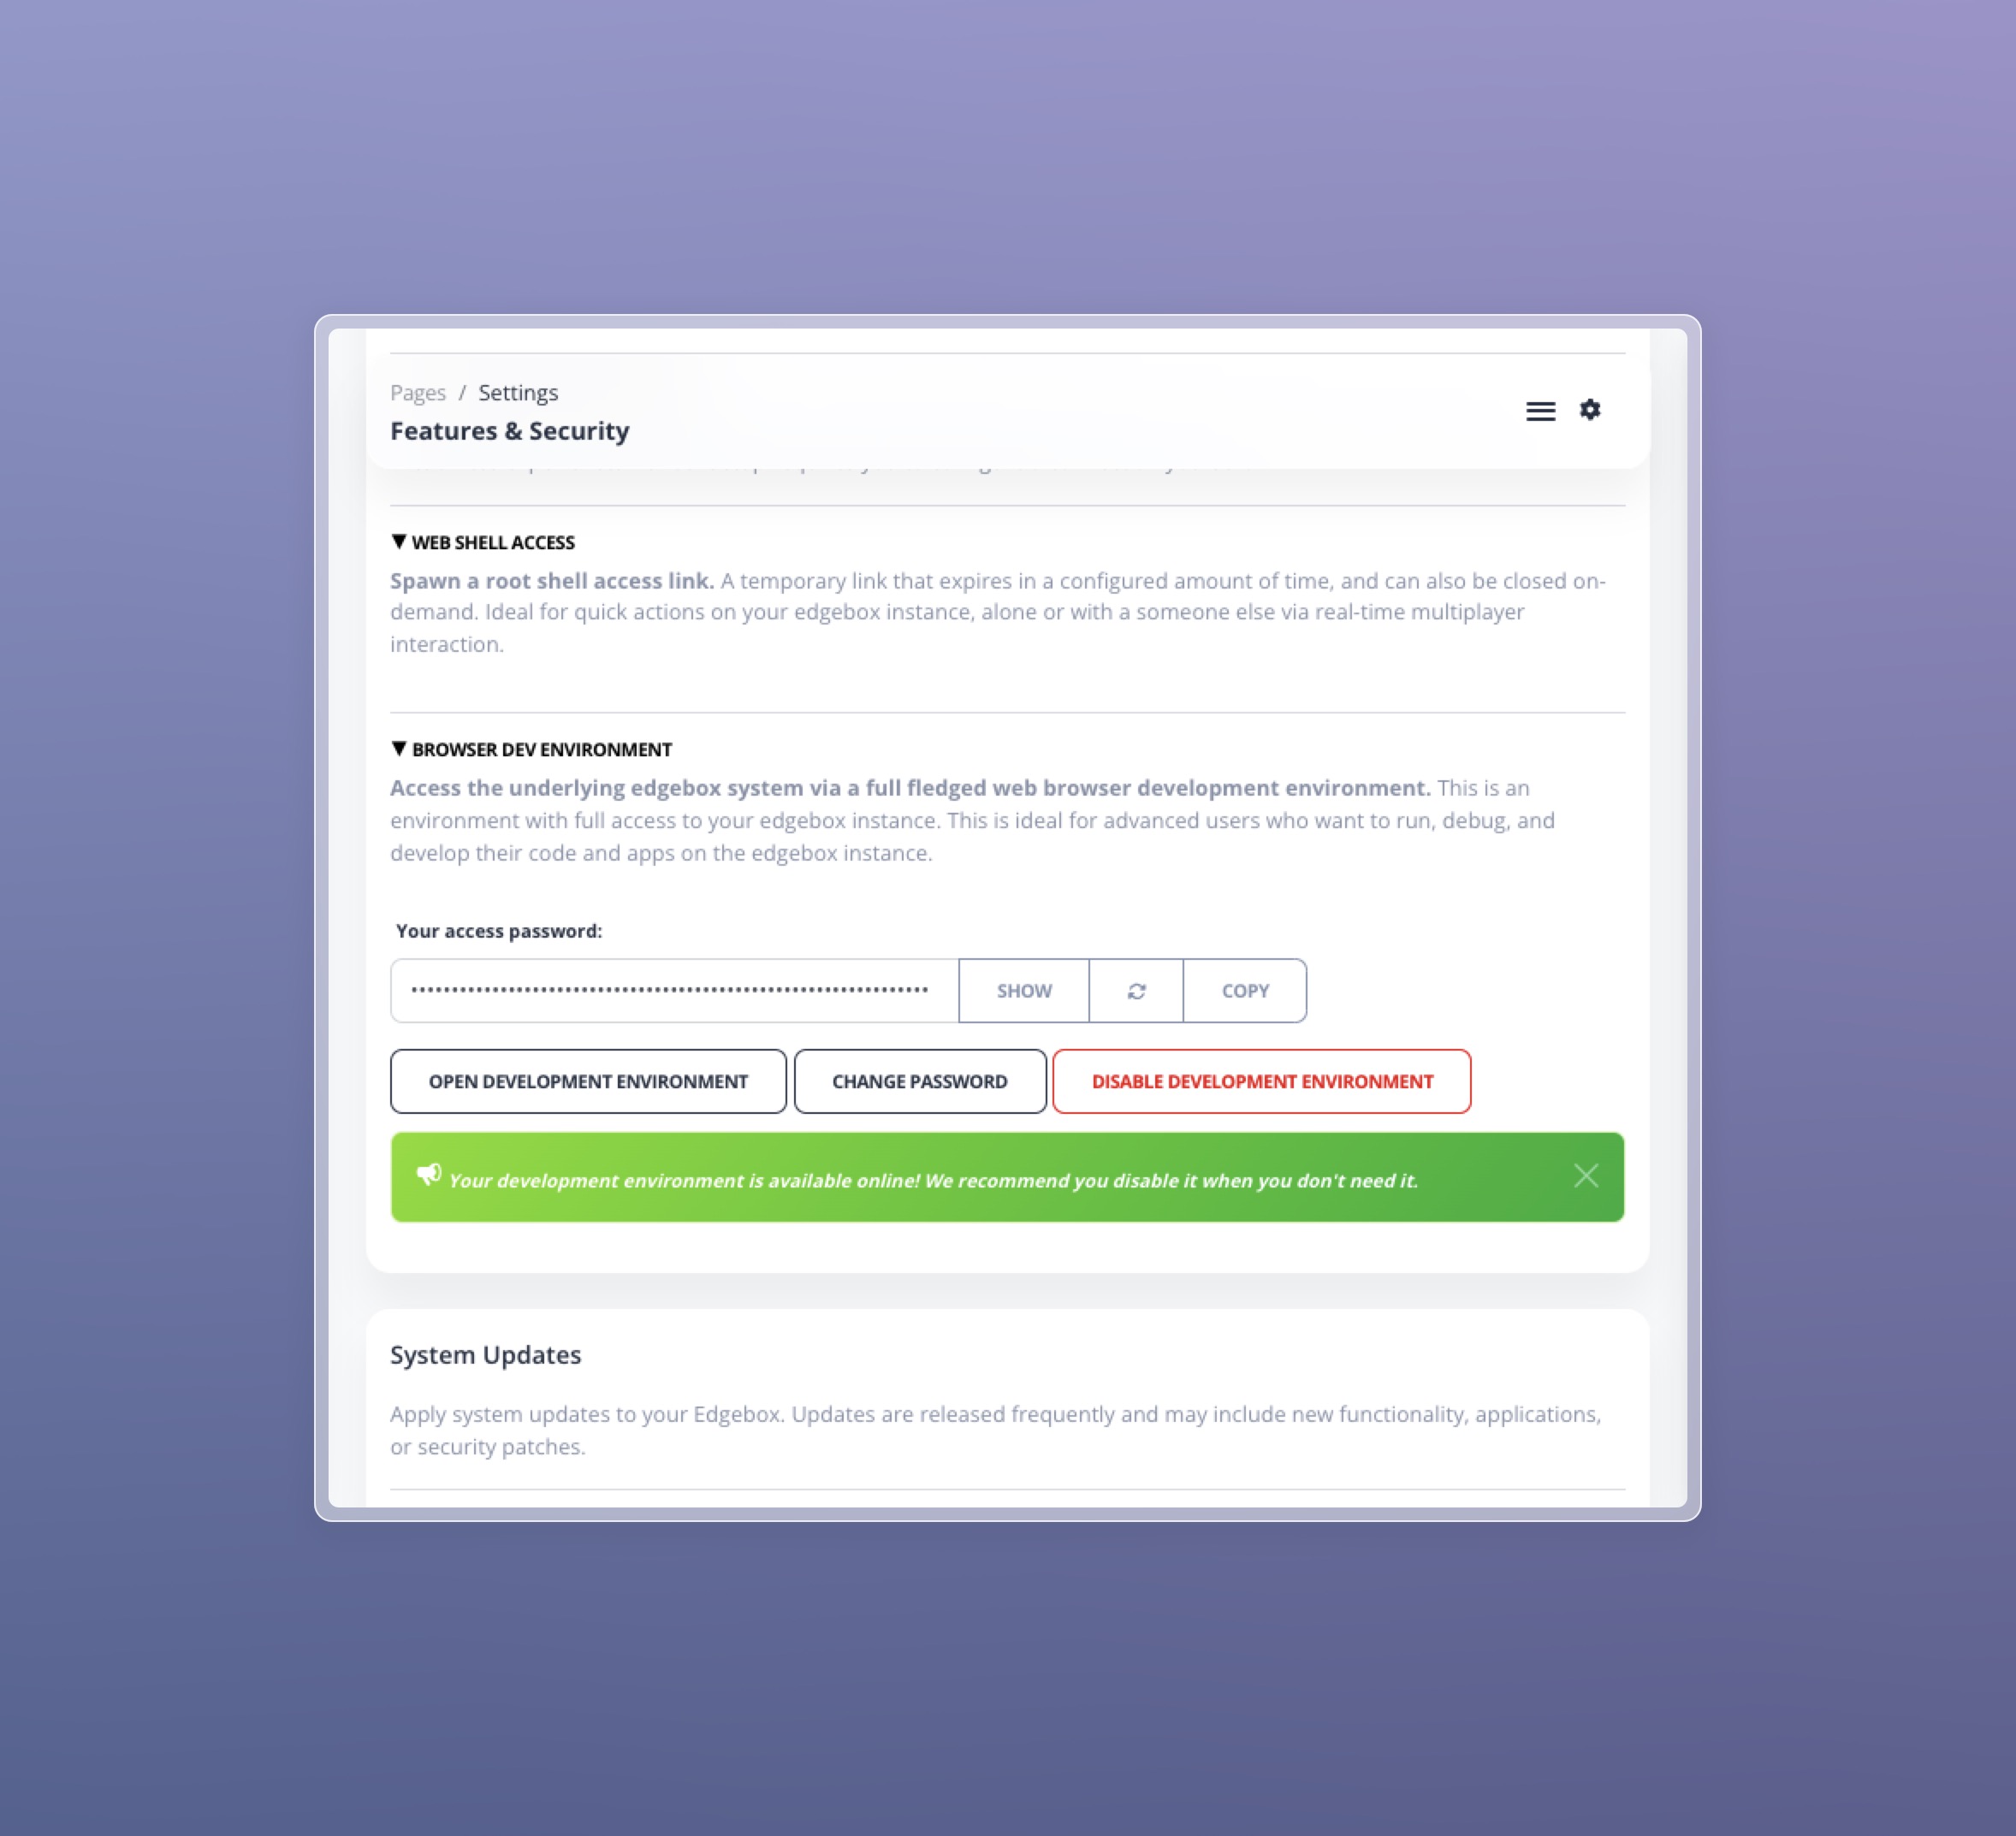 Pages / Settings
Features & Security
▼ WEB SHELL ACCESS
Spawn a root shell access link. A temporary link that expires in a configured amount of time, and can also be closed on-
demand. Ideal for quick actions on your edgebox instance, alone or with a someone else via real-time multiplayer
interaction.
▼ BROWSER DEV ENVIRONMENT
Access the underlying edgebox system via a full fledged web browser development environment. This is an
environment with full access to your edgebox instance. This is ideal for advanced users who want to run, debug, and
develop their code and apps on the edgebox instance.
Your access password:
SHOW COPY
OPEN DEVELOPMENT ENVIRONMENT CHANGE PASSWORD DISABLE DEVELOPMENT ENVIRONMENT
Your development environment is available online! We recommend you disable it when you don't need it.
System Updates
Apply system updates to your Edgebox. Updates are released frequently and may include new functionality, applications,
or security patches.